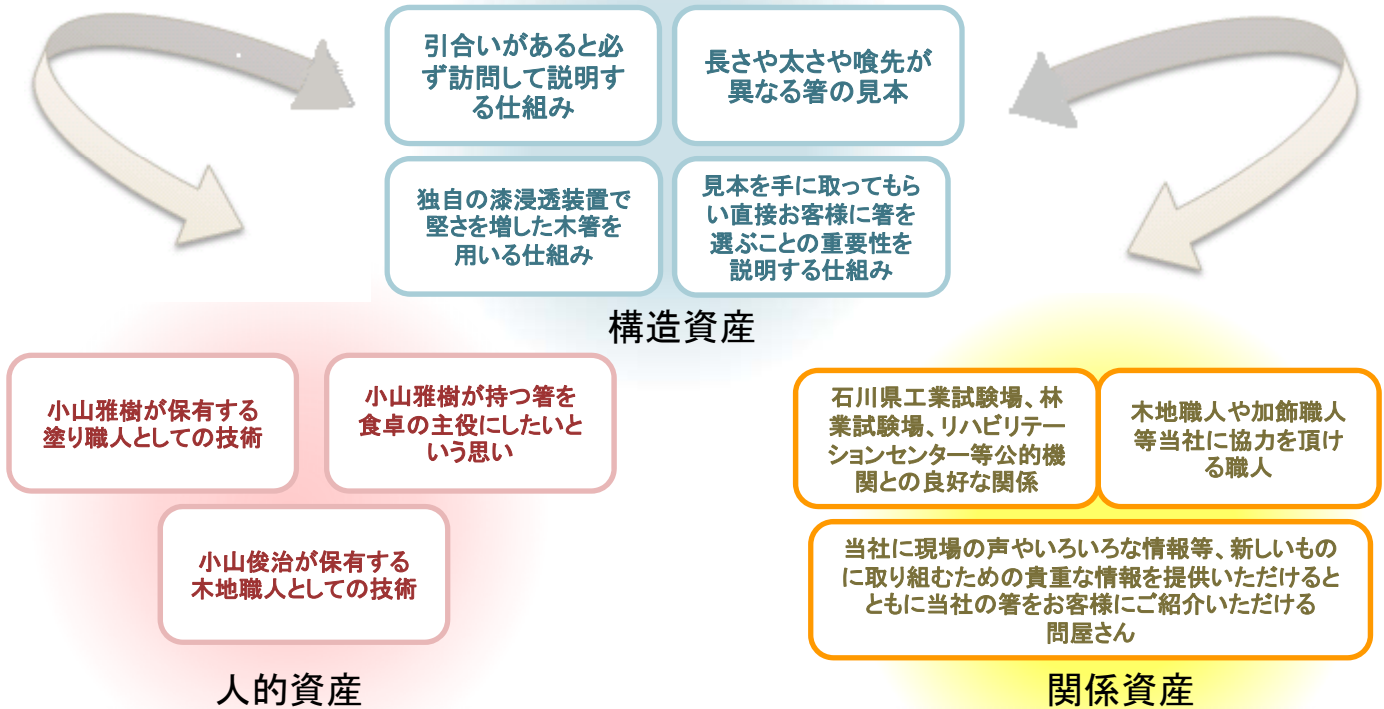 引合いがあると必
ず訪問して説明す
る仕組み
長さや太さや喰先が
異なる箸の見本
独自の漆浸透装置で
堅さを増した木箸を
用いる仕組み
見本を手に取ってもら
い直接お客様に箸を
選ぶことの重要性を
説明する仕組み
構造資産
小山雅樹が保有する
塗り職人としての技術
小山雅樹が持つ箸を
食卓の主役にしたいと
いう思い
小山俊治が保有する
木地職人としての技術
人的資産
石川県工業試験場、林
業試験場、リハビリテー
ションセンター等公的機
関との良好な関係
木地職人や加飾職人
等当社に協力を頂け
る職人
当社に現場の声やいろいろな情報等、新しいもの
に取り組むための貴重な情報を提供いただけると
ともに当社の箸をお客様にご紹介いただける
問屋さん
関係資産